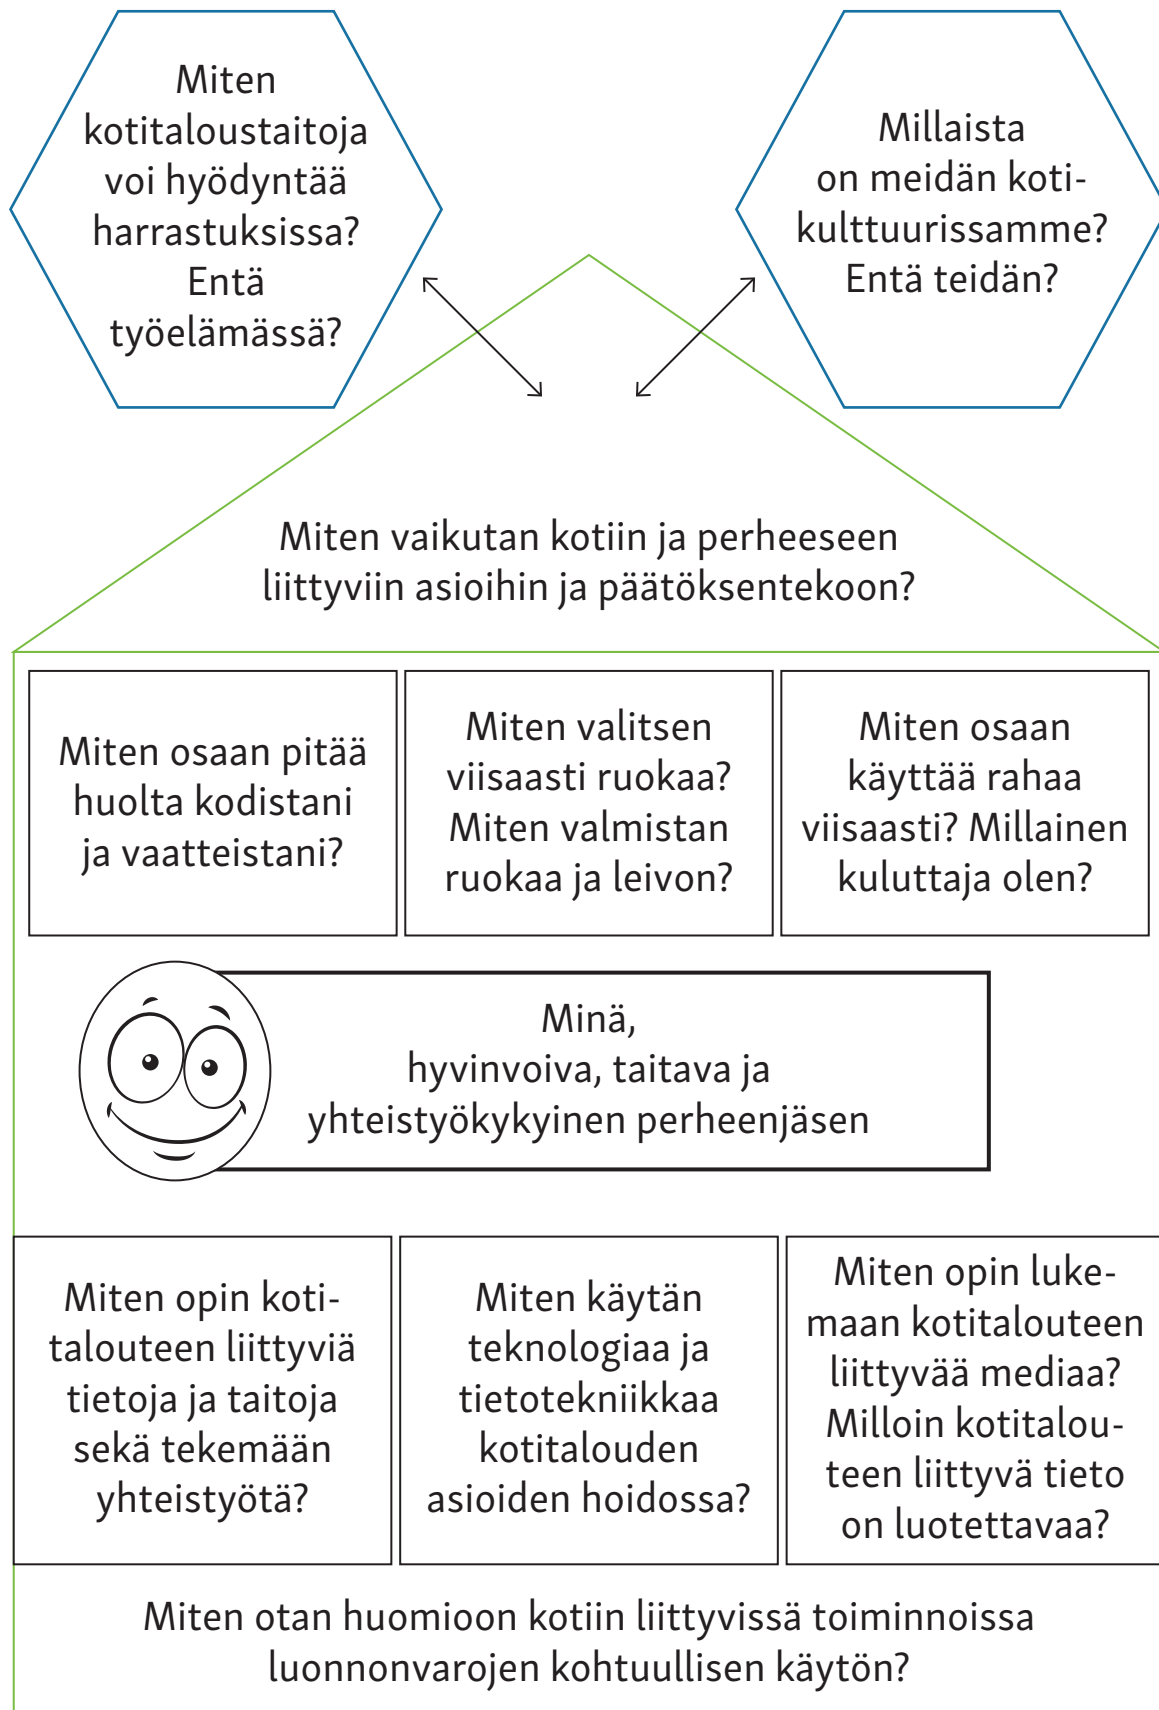 Miten
kotitaloustaitoja
voi hyödyntää
harrastuksissa?
Entä
työelämässä?
Millaista
on meidän koti-
kulttuurissamme?
Entä teidän?
Miten vaikutan kotiin ja perheeseen
liittyviin asioihin ja päätöksentekoon?
Miten osaan pitää
huolta kodistani
ja vaatteistani?
Miten valitsen
viisaasti ruokaa?
Miten valmistan
ruokaa ja leivon?
Miten osaan
käyttää rahaa
viisaasti? Millainen
kuluttaja olen?
Minä,
hyvinvoiva, taitava ja
yhteistyökykyinen perheenjäsen
Miten opin koti-
talouteen liittyviä
tietoja ja taitoja
sekä tekemään
yhteistyötä?
Miten käytän
teknologiaa ja
tietotekniikkaa
kotitalouden
asioiden hoidossa?
Miten opin luke-
maan kotitalouteen
liittyvää mediaa?
Milloin kotitalou-
teen liittyvä tieto
on luotettavaa?
Miten otan huomioon kotiin liittyvissä toiminnoissa
luonnonvarojen kohtuullisen käytön?